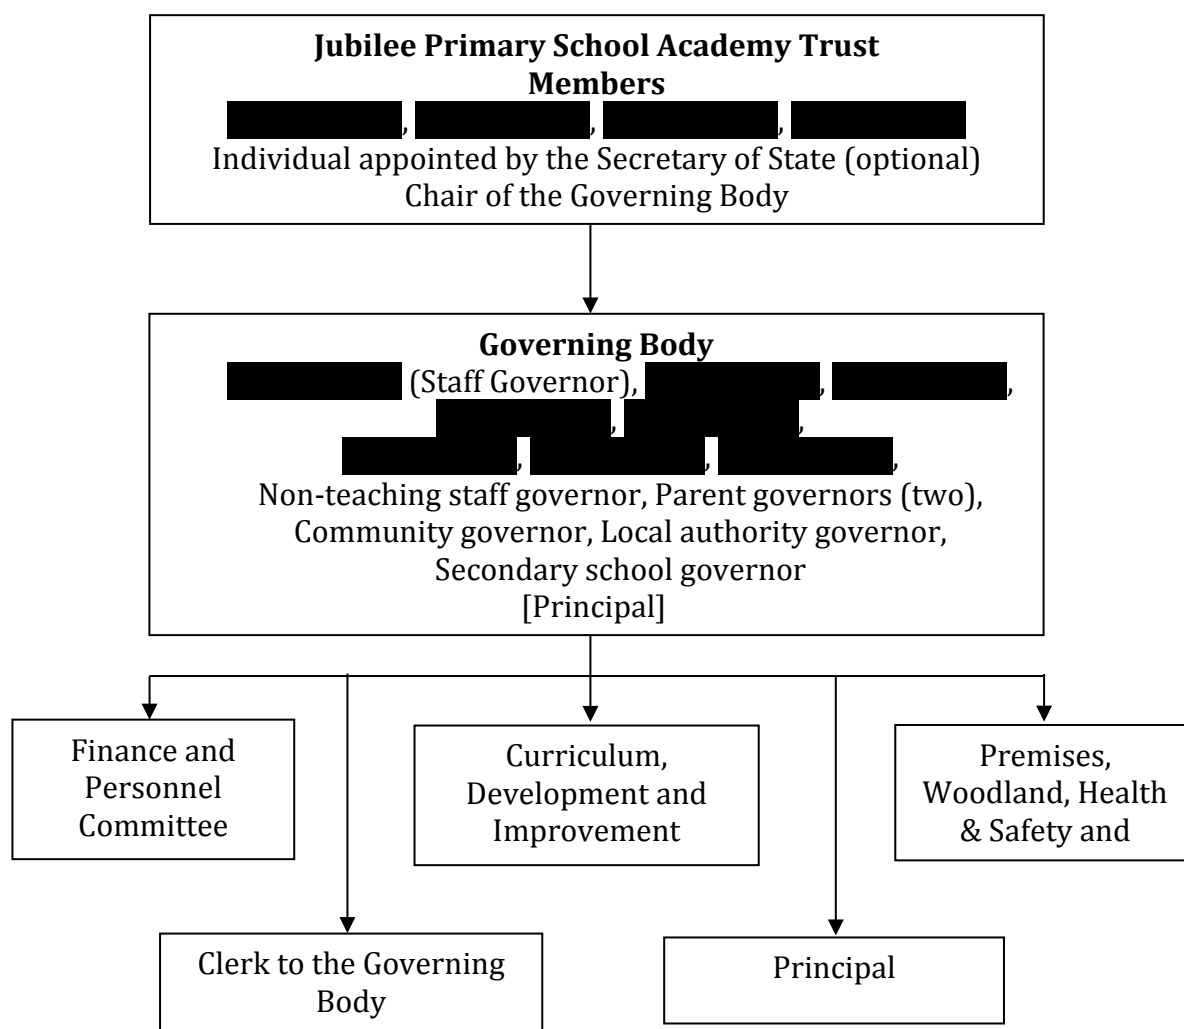 Jubilee Primary School Academy Trust
Members
, , ,
Individual appointed by the Secretary of State (optional)
Chair of the Governing Body
Governing Body
(Staff Governor), , ,
, ,
, , ,
Non-teaching staff governor, Parent governors (two),
Community governor, Local authority governor,
Secondary school governor
[Principal]
Finance and
Personnel
Committee
Curriculum,
Development and
Improvement
Premises,
Woodland, Health
& Safety and
Clerk to the Governing
Body
Principal